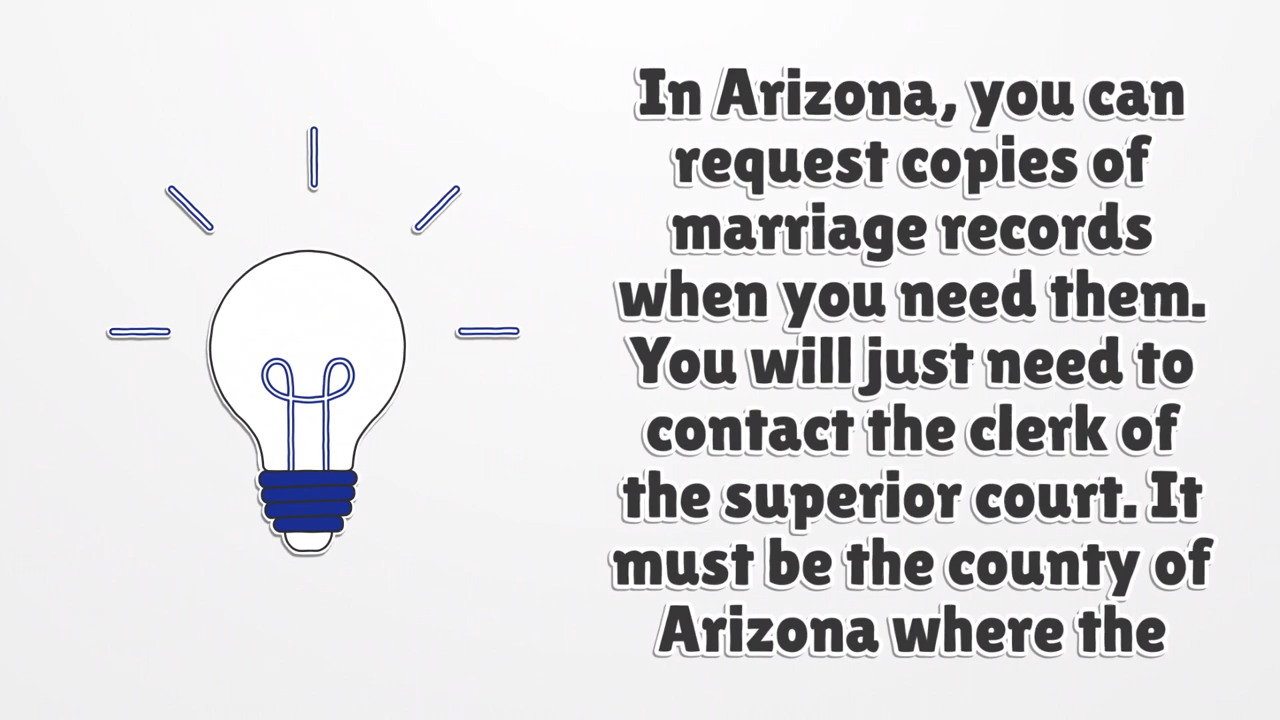 In Arizona, you can
request copies of
marriage records
when you need them.
You will just need to
contact the clerk of
the superior court. It
must be the county of
Arizona where the